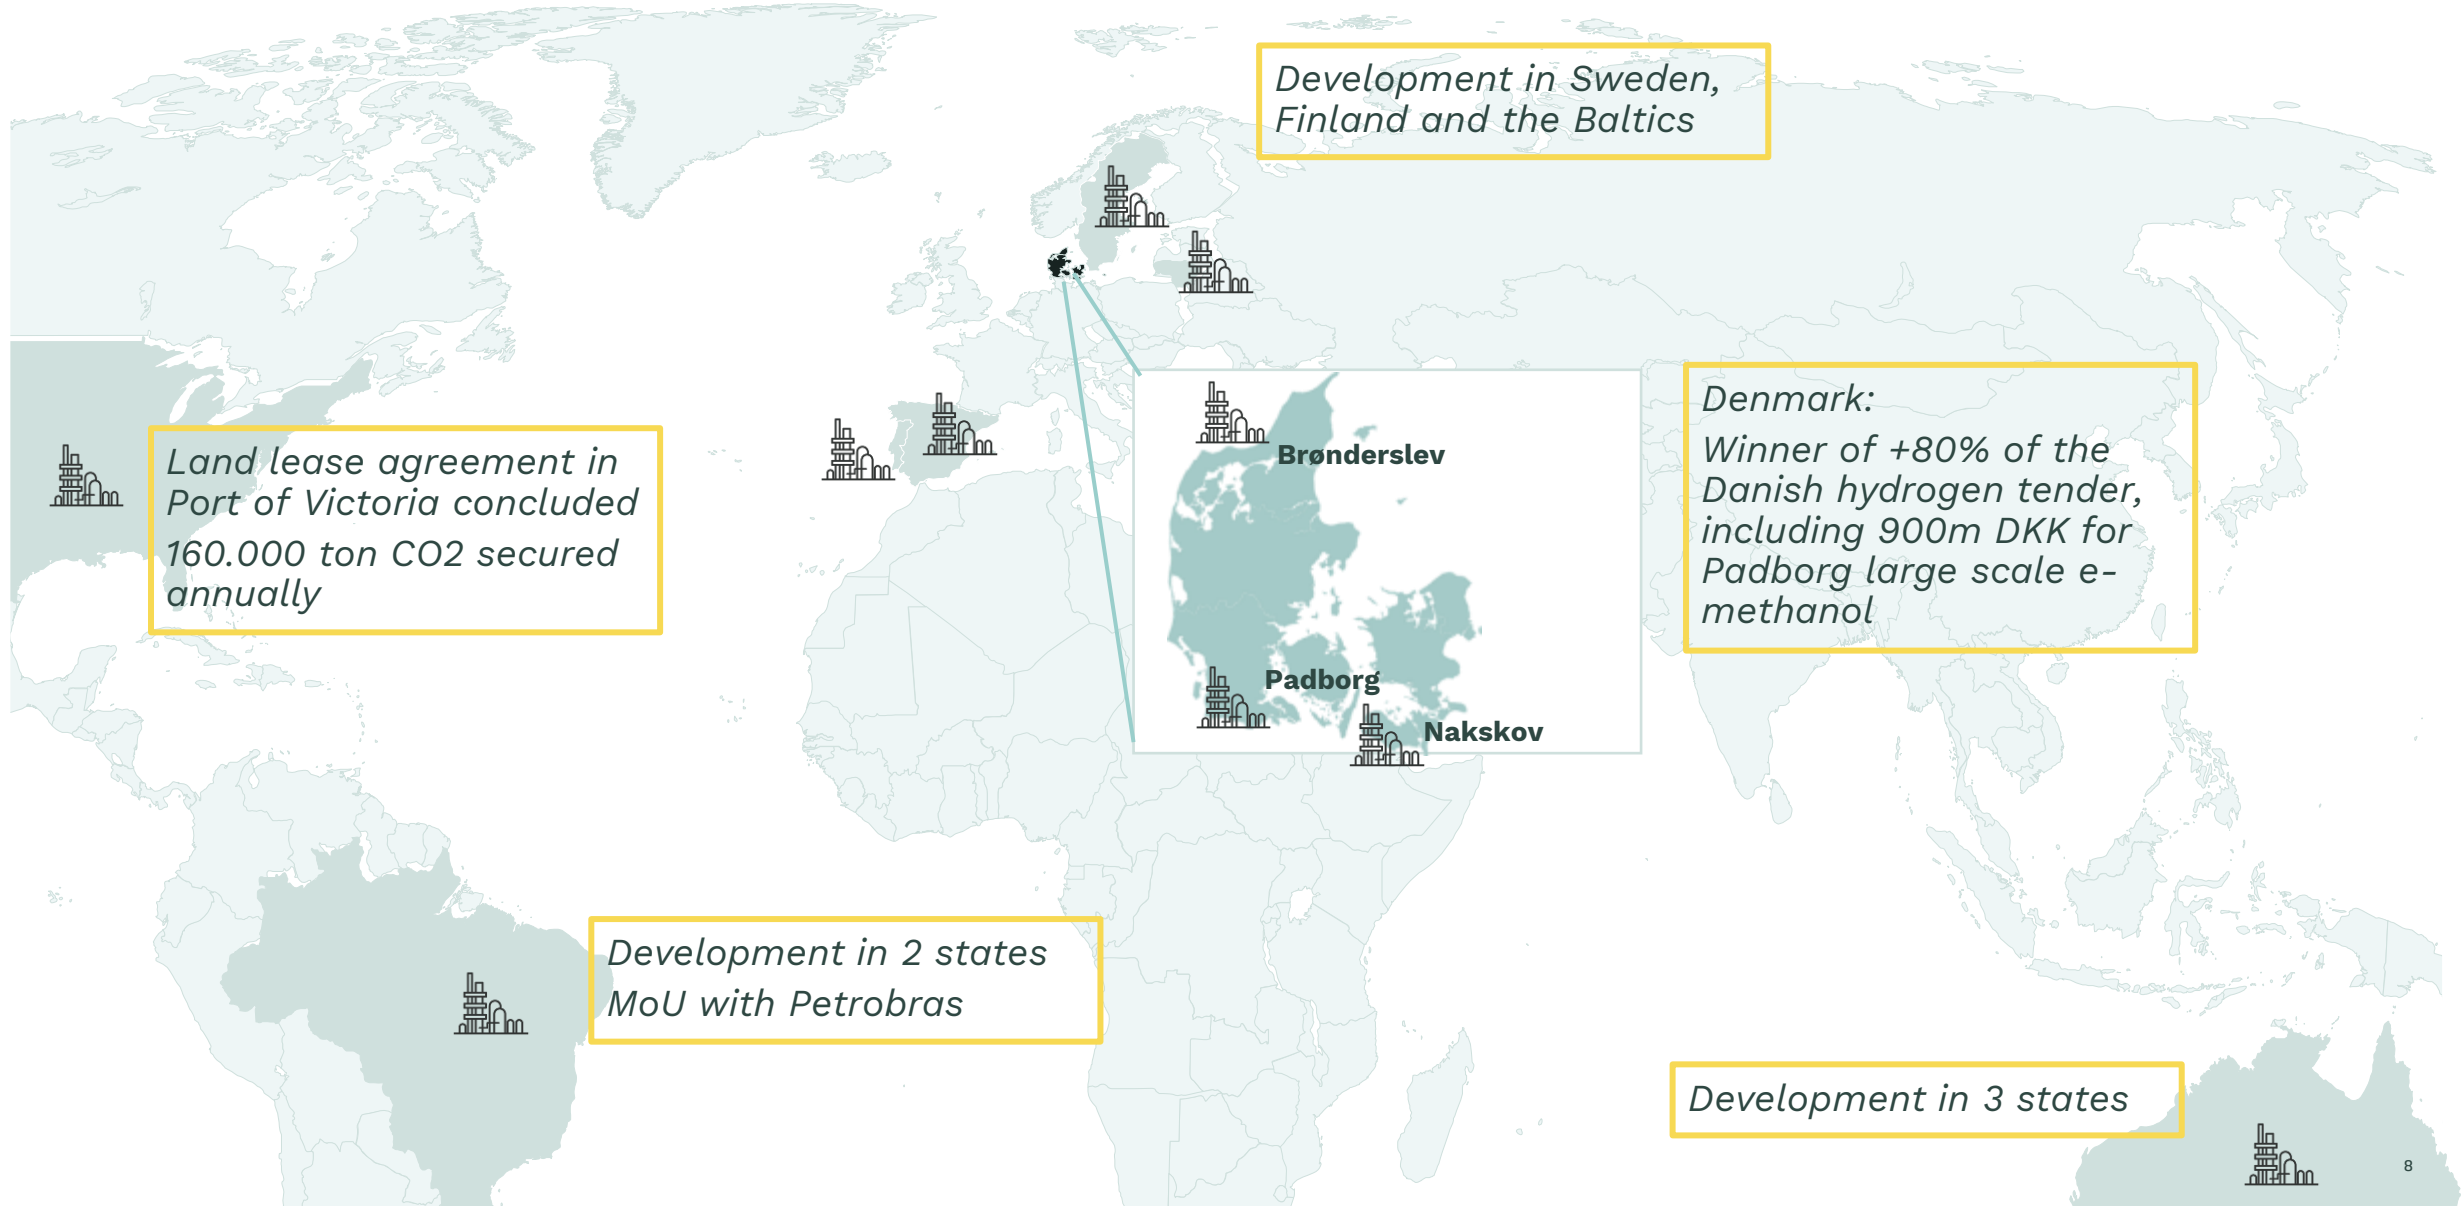 Development in Sweden,
Finland and the Baltics
Land lease agreement in
Port of Victoria concluded
160.000 ton CO2 secured
annually
Brønderslev
Padborg
Nakskov
Denmark:
Winner of +80% of the
Danish hydrogen tender,
including 900m DKK for
Padborg large scale e-
methanol
Development in 2 states
MoU with Petrobras
Development in 3 states
8